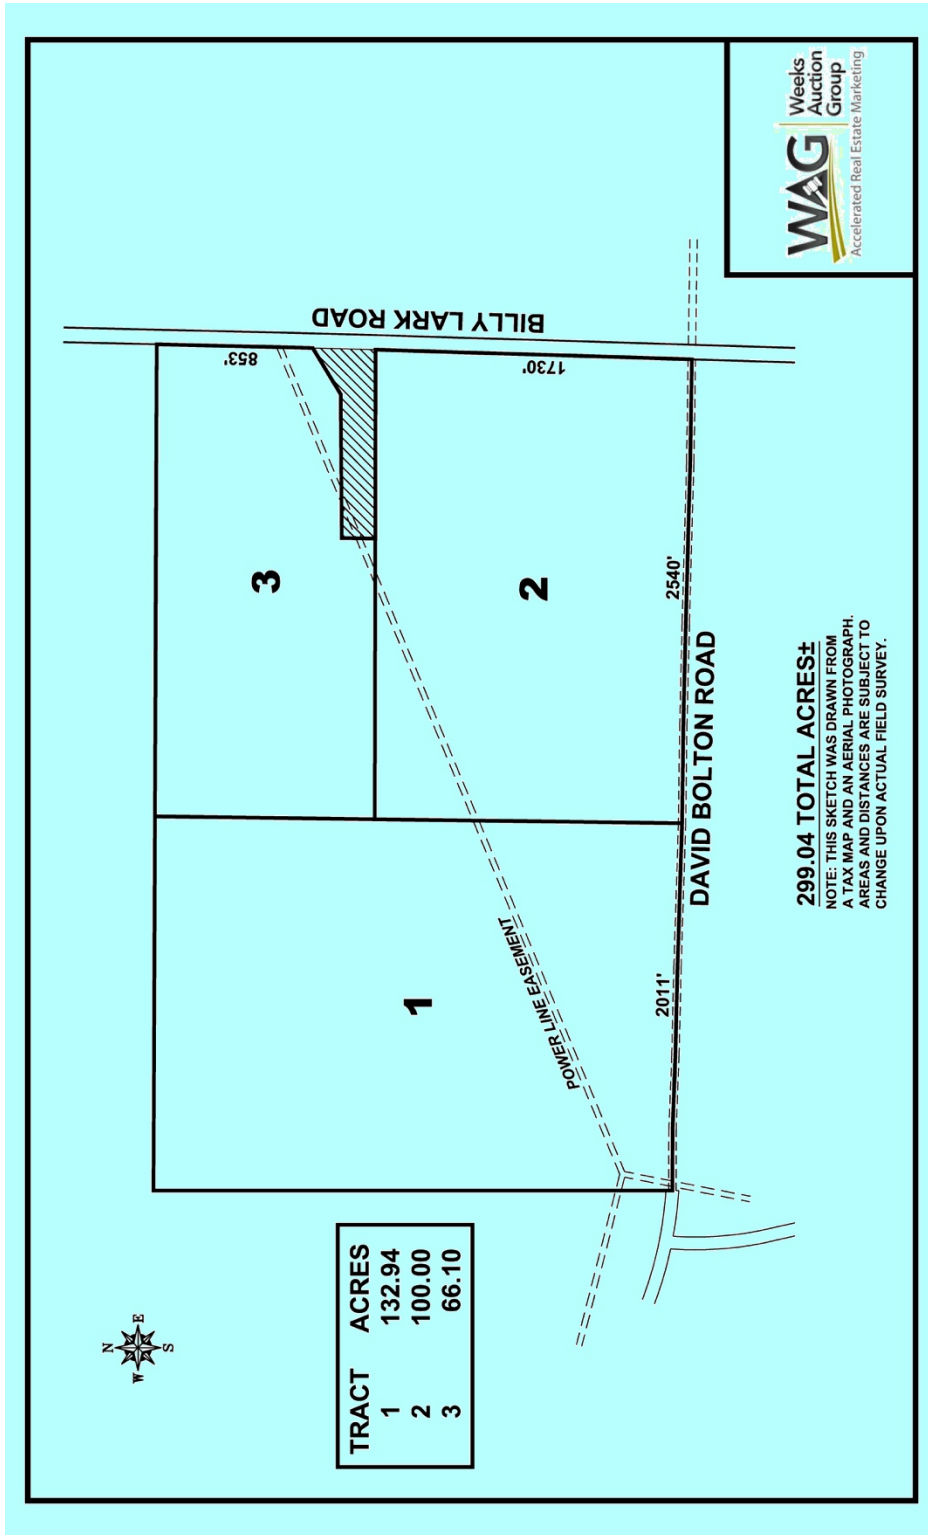 WAG
Weeks
Auction
Group
Accelerated Real Estate Marketing
BILLY LARK ROAD
853'
1730'
3
2
1
POWER LINE EASEMENT
2540'
2011'
DAVID BOLTON ROAD
N
W E
S
TRACT ACRES
1 132.94
2 100.00
3 66.10
299.04 TOTAL ACRES±
NOTE: THIS SKETCH WAS DRAWN FROM
A TAX MAP AND AN AERIAL PHOTOGRAPH.
AREAS AND DISTANCES ARE SUBJECT TO
CHANGE UPON ACTUAL FIELD SURVEY.